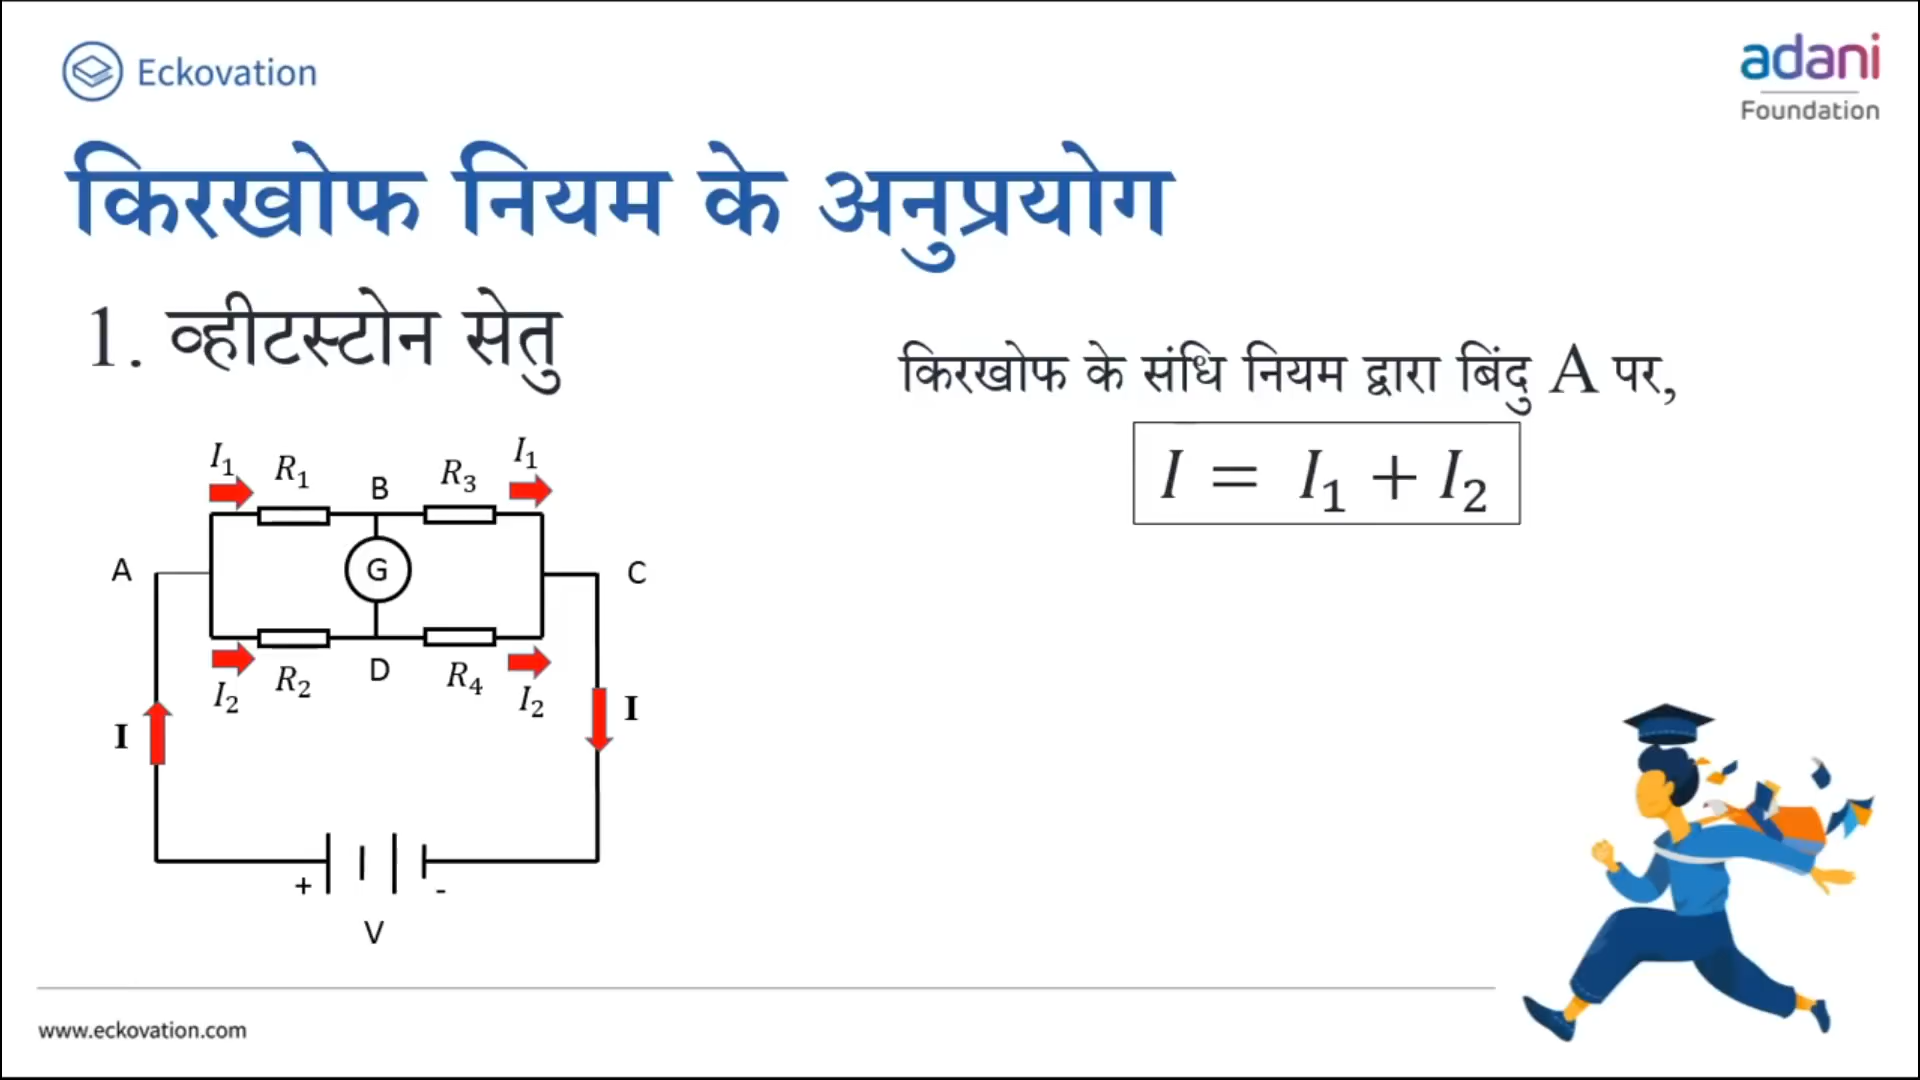 Eckovation
adani
Foundation
किरखोफ नियम के अनुप्रयोग
1. व्हीटस्टोन सेतु
किरखोफ के संधि नियम द्वारा बिंदु A पर,
I = I₁ + I₂
I₁ R₁ B R₃ I₁
A G C
I₂ R₂ D R₄ I₂
I I
+ -
V
www.eckovation.com